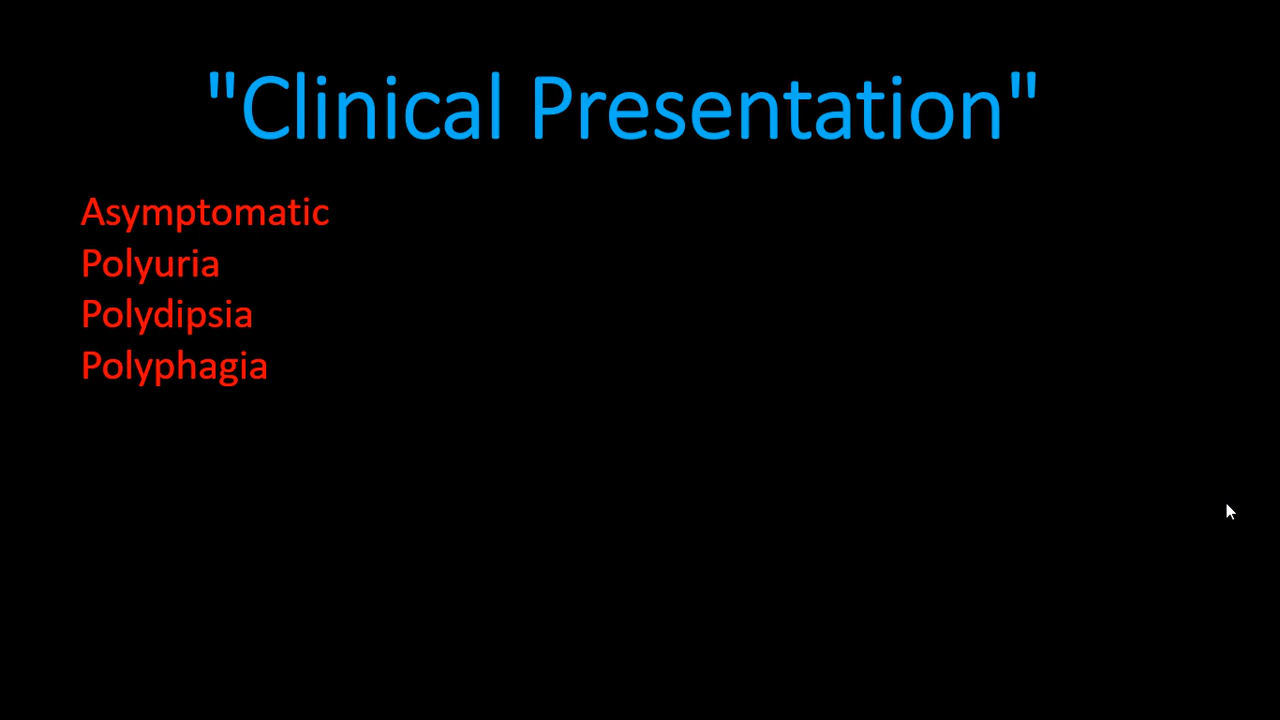 "Clinical Presentation"
Asymptomatic
Polyuria
Polydipsia
Polyphagia